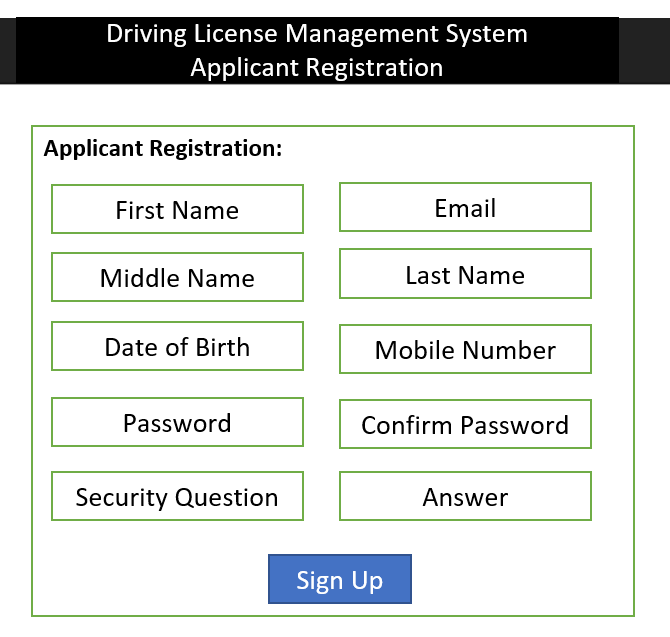 Driving License Management System
Applicant Registration
Applicant Registration:
First Name
Email
Middle Name
Last Name
Date of Birth
Mobile Number
Password
Confirm Password
Security Question
Answer
Sign Up